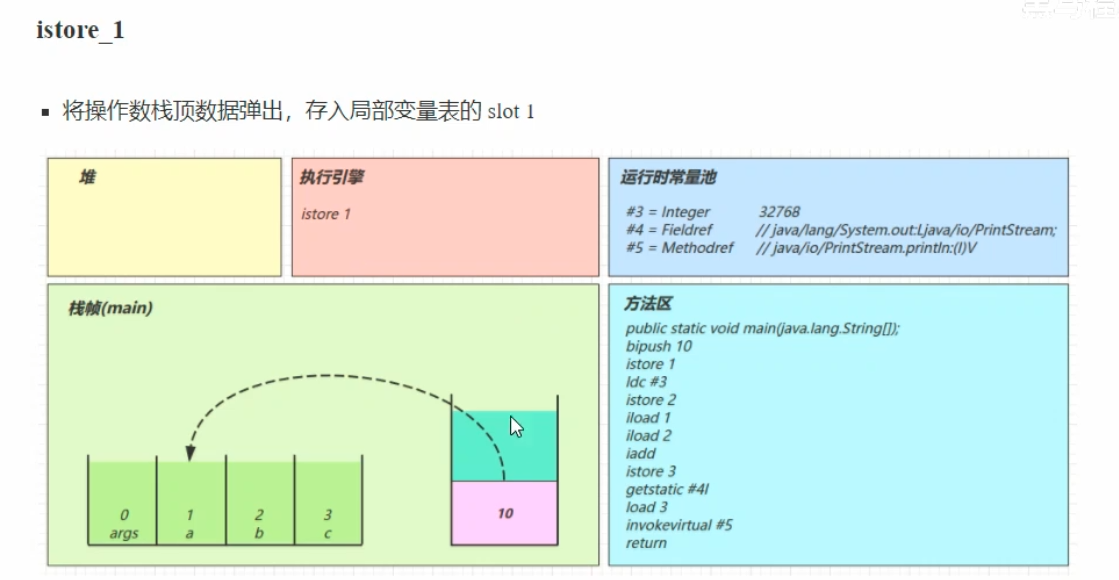 istore_1
将操作数栈顶数据弹出，存入局部变量表的 slot 1
堆
执行引擎
istore 1
运行时常量池
#3 = Integer 32768
#4 = Fieldref // java/lang/System.out:Ljava/io/PrintStream;
#5 = Methodref // java/io/PrintStream.println:(I)V
栈帧(main)
0
args
1
a
2
b
3
c
10
方法区
public static void main(java.lang.String[]);
bipush 10
istore 1
ldc #3
istore 2
iload 1
iload 2
iadd
istore 3
getstatic #4I
load 3
invokevirtual #5
return